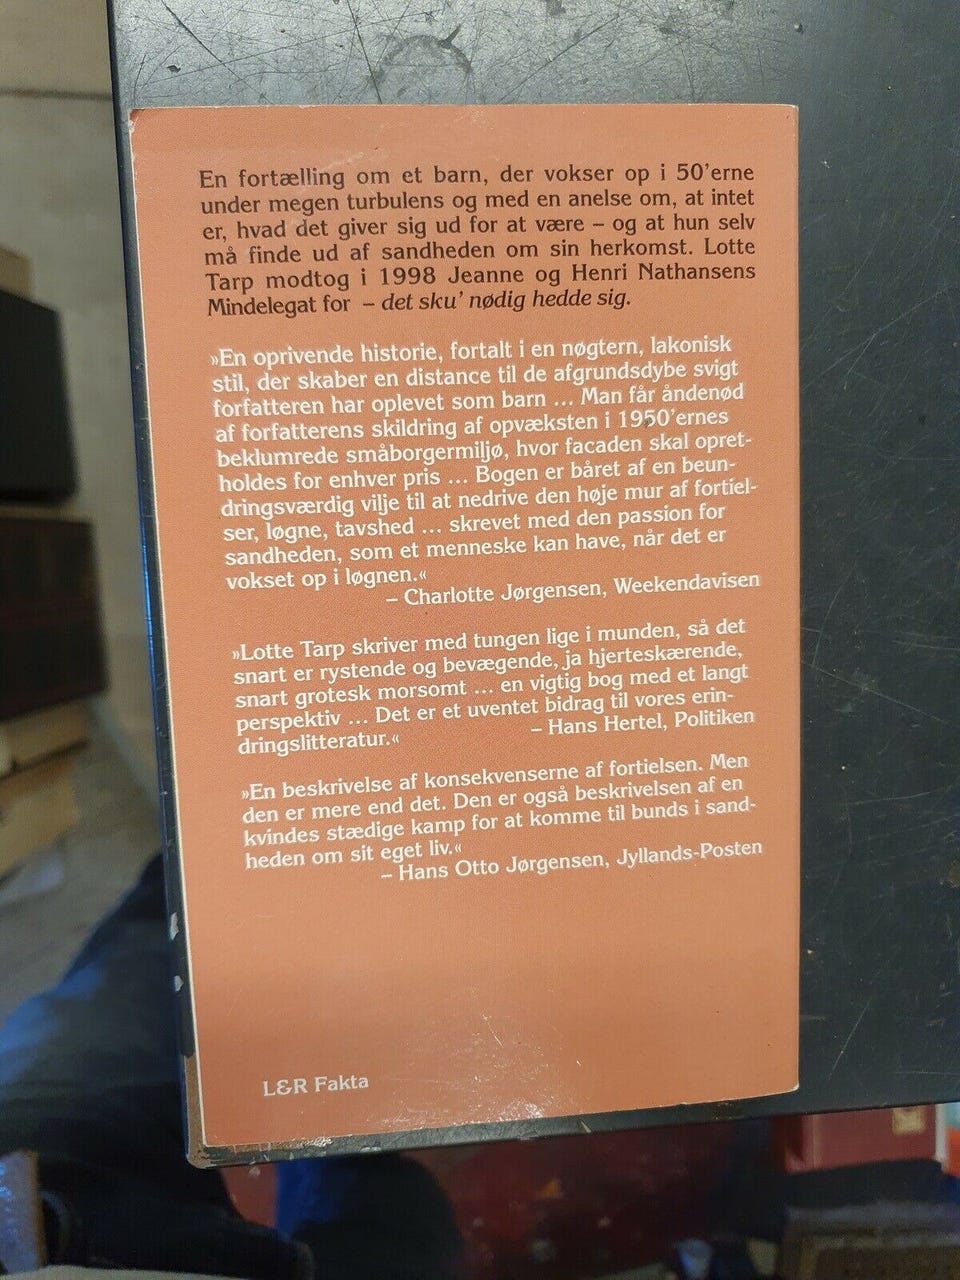 En fortælling om et barn, der vokser op i 50'erne
under megen turbulens og med en anelse om, at intet
er, hvad det giver sig ud for at være – og at hun selv
må finde ud af sandheden om sin herkomst. Lotte
Tarp modtog i 1998 Jeanne og Henri Nathansens
Mindelegat for – det sku' nødig hedde sig.
»En oprivende historie, fortalt i en nøgtern, lakonisk
stil, der skaber en distance til de afgrundsdybe svigt
forfatteren har oplevet som barn ... Man får åndenød
af forfatterens skildring af opvæksten i 1950'ernes
beklumrede småborgermiljø, hvor facaden skal opret-
holdes for enhver pris ... Bogen er båret af en beun-
dringsværdig vilje til at nedrive den høje mur af fortiel-
ser, løgne, tavshed ... skrevet med den passion for
sandheden, som et menneske kan have, når det er
vokset op i løgnen.«
– Charlotte Jørgensen, Weekendavisen
»Lotte Tarp skriver med tungen lige i munden, så det
snart er rystende og bevægende, ja hjerteskærende,
snart grotesk morsomt ... en vigtig bog med et langt
perspektiv ... Det er et uventet bidrag til vores erin-
dringslitteratur.« – Hans Hertel, Politiken
»En beskrivelse af konsekvenserne af fortielsen. Men
den er mere end det. Den er også beskrivelsen af en
kvindes stædige kamp for at komme til bunds i sand-
heden om sit eget liv.«
– Hans Otto Jørgensen, Jyllands-Posten
L&R Fakta